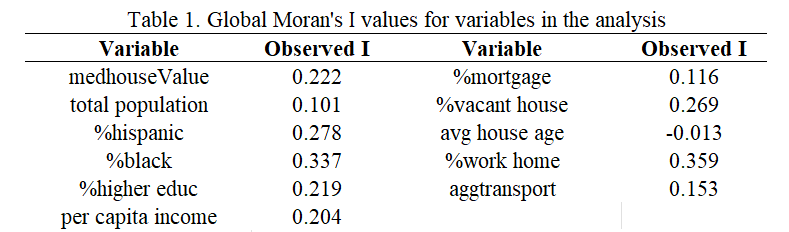 Table 1. Global Moran's I values for variables in the analysis
Variable Observed I Variable Observed I
medhouseValue 0.222 %mortgage 0.116
total population 0.101 %vacant house 0.269
%hispanic 0.278 avg house age -0.013
%black 0.337 %work home 0.359
%higher educ 0.219 aggtransport 0.153
per capita income 0.204